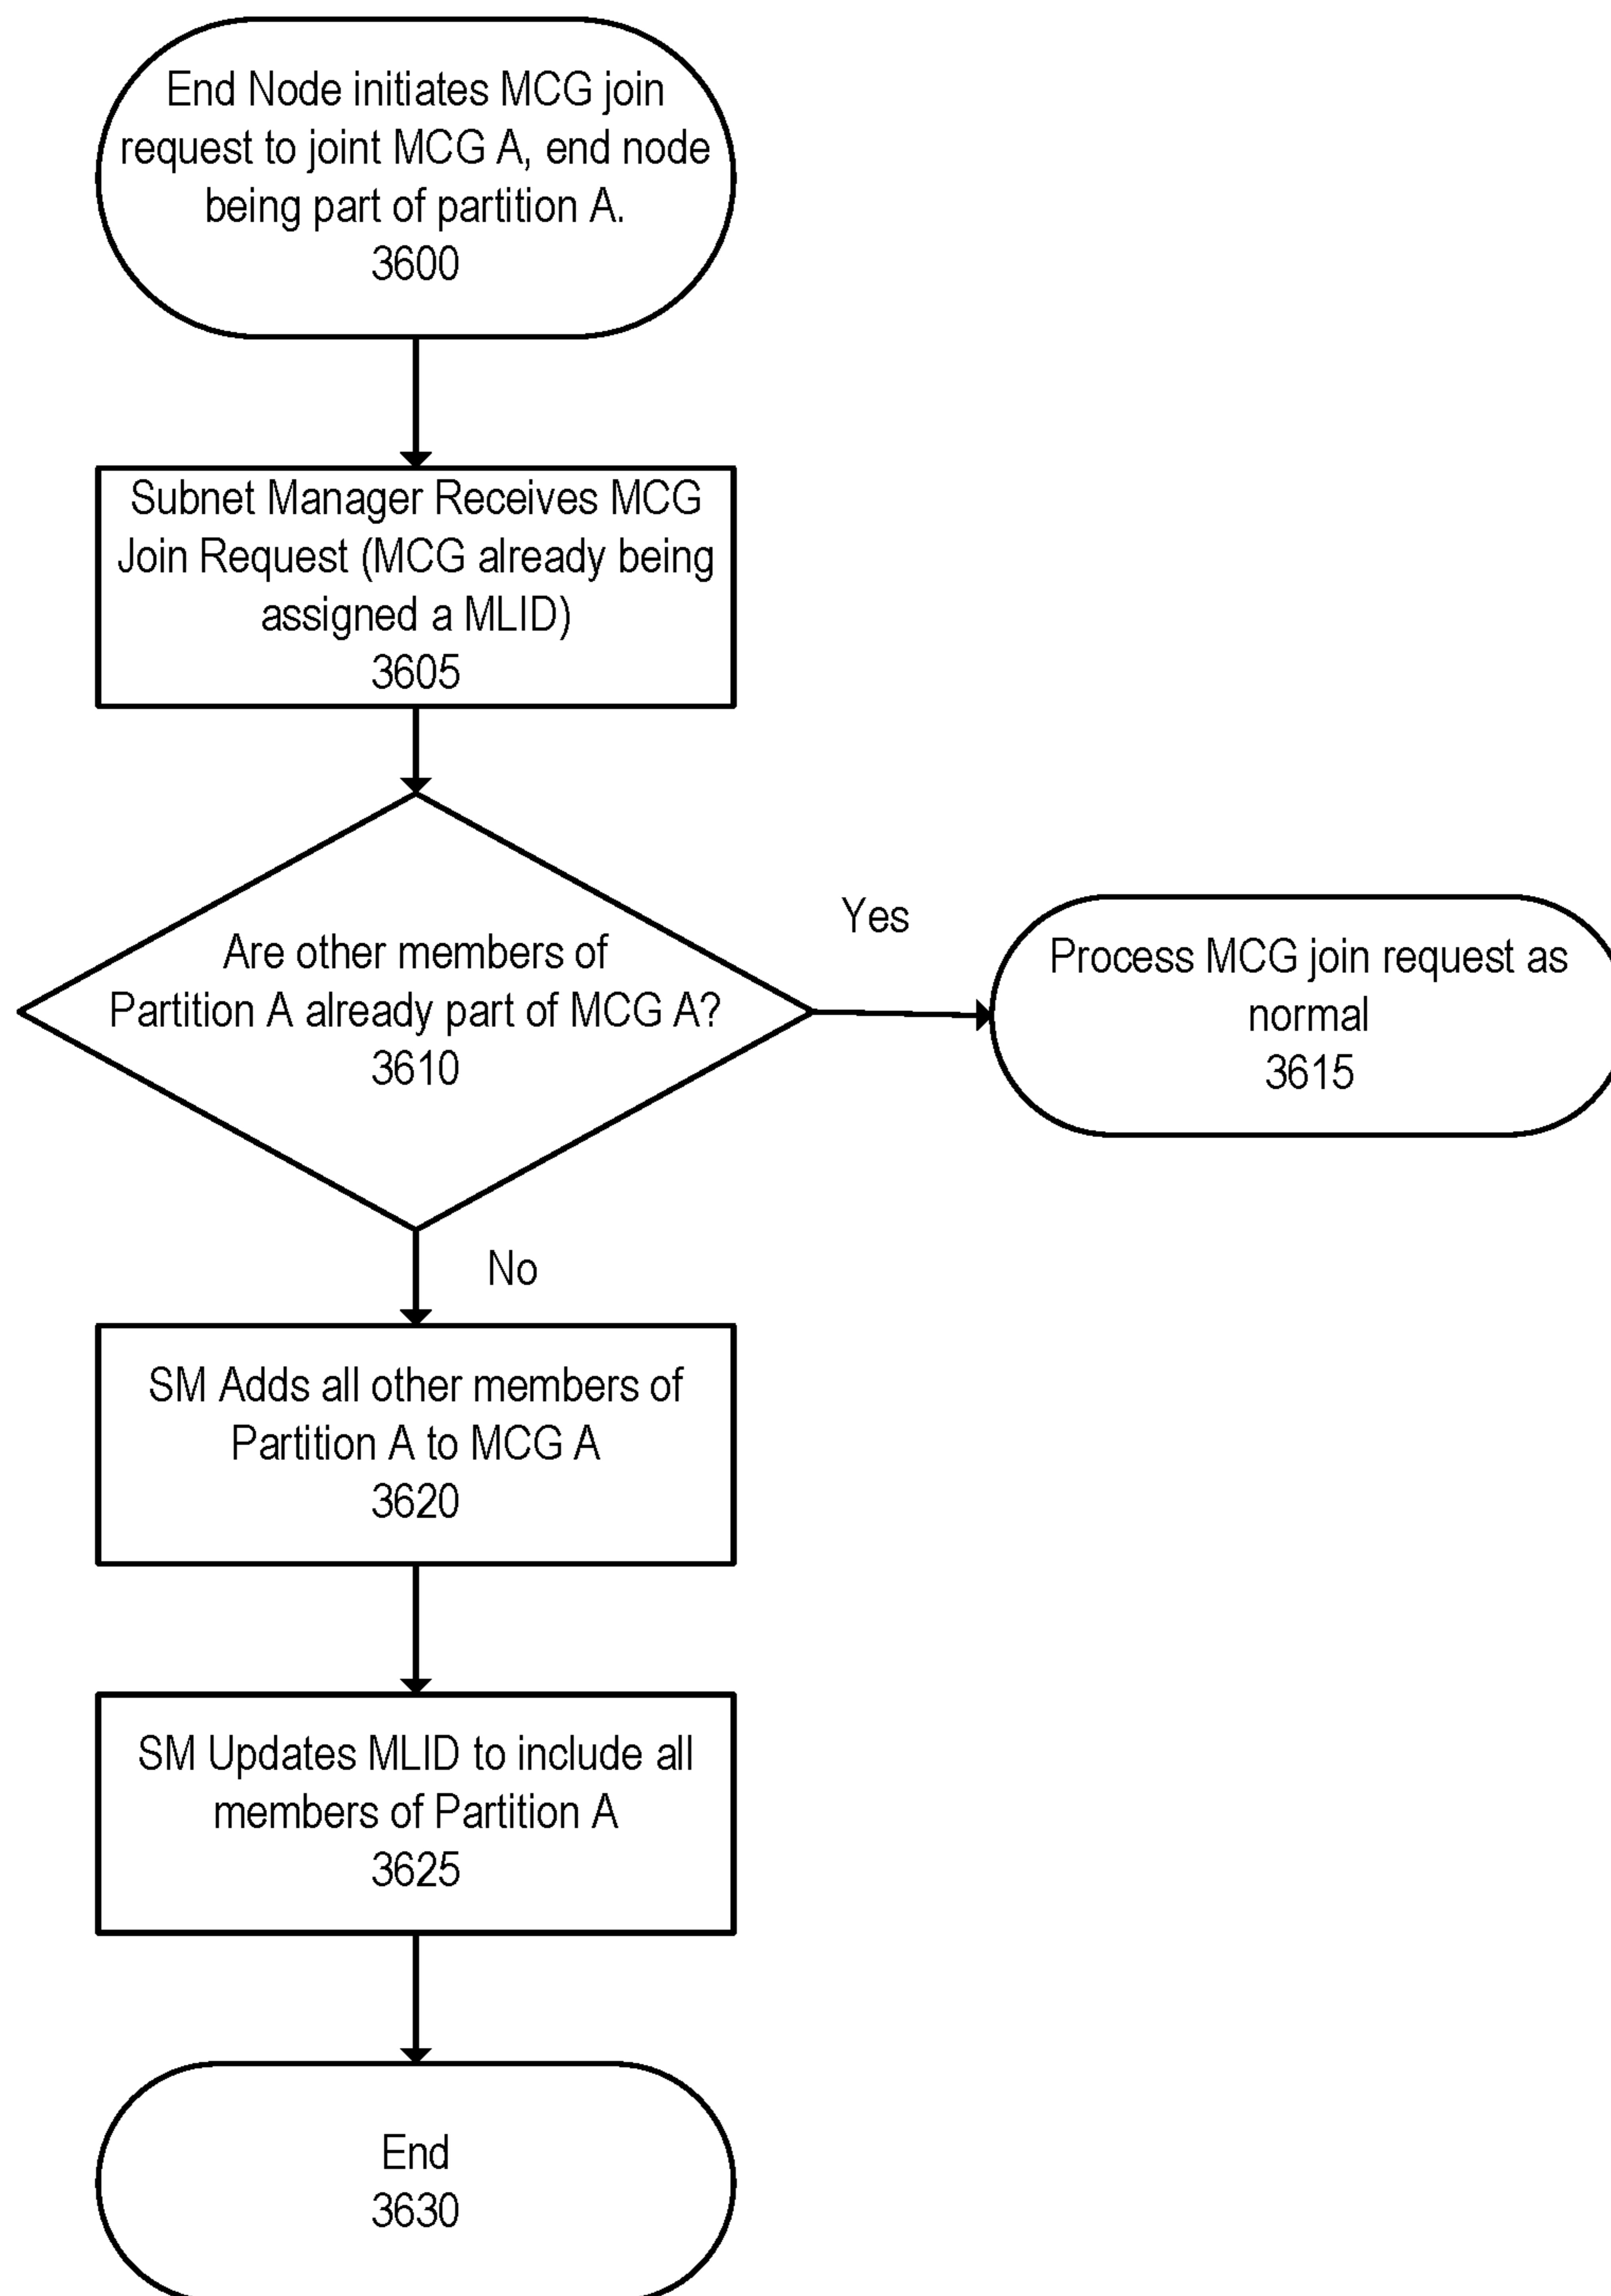 End Node initiates MCG join
request to joint MCG A, end node
being part of partition A.
3600
Subnet Manager Receives MCG
Join Request (MCG already being
assigned a MLID)
3605
Are other members of
Partition A already part of MCG A?
3610
Yes
Process MCG join request as
normal
3615
No
SM Adds all other members of
Partition A to MCG A
3620
SM Updates MLID to include all
members of Partition A
3625
End
3630